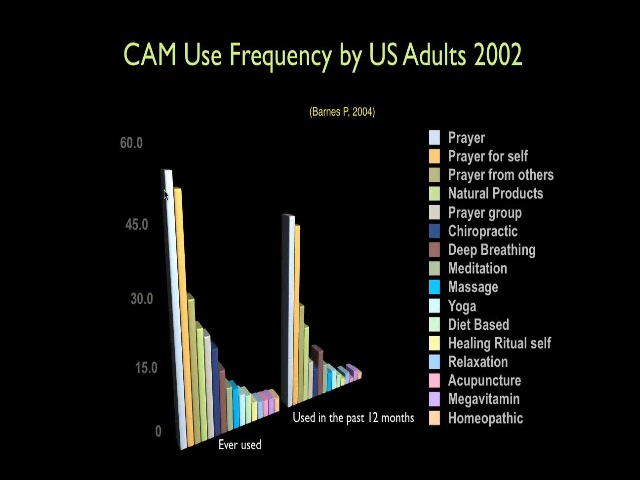 CAM Use Frequency by US Adults 2002
(Barnes P, 2004)
60.0
45.0
30.0
15.0
0
Ever used
Used in the past 12 months
Prayer
Prayer for self
Prayer from others
Natural Products
Prayer group
Chiropractic
Deep Breathing
Meditation
Massage
Yoga
Diet Based
Healing Ritual self
Relaxation
Acupuncture
Megavitamin
Homeopathic